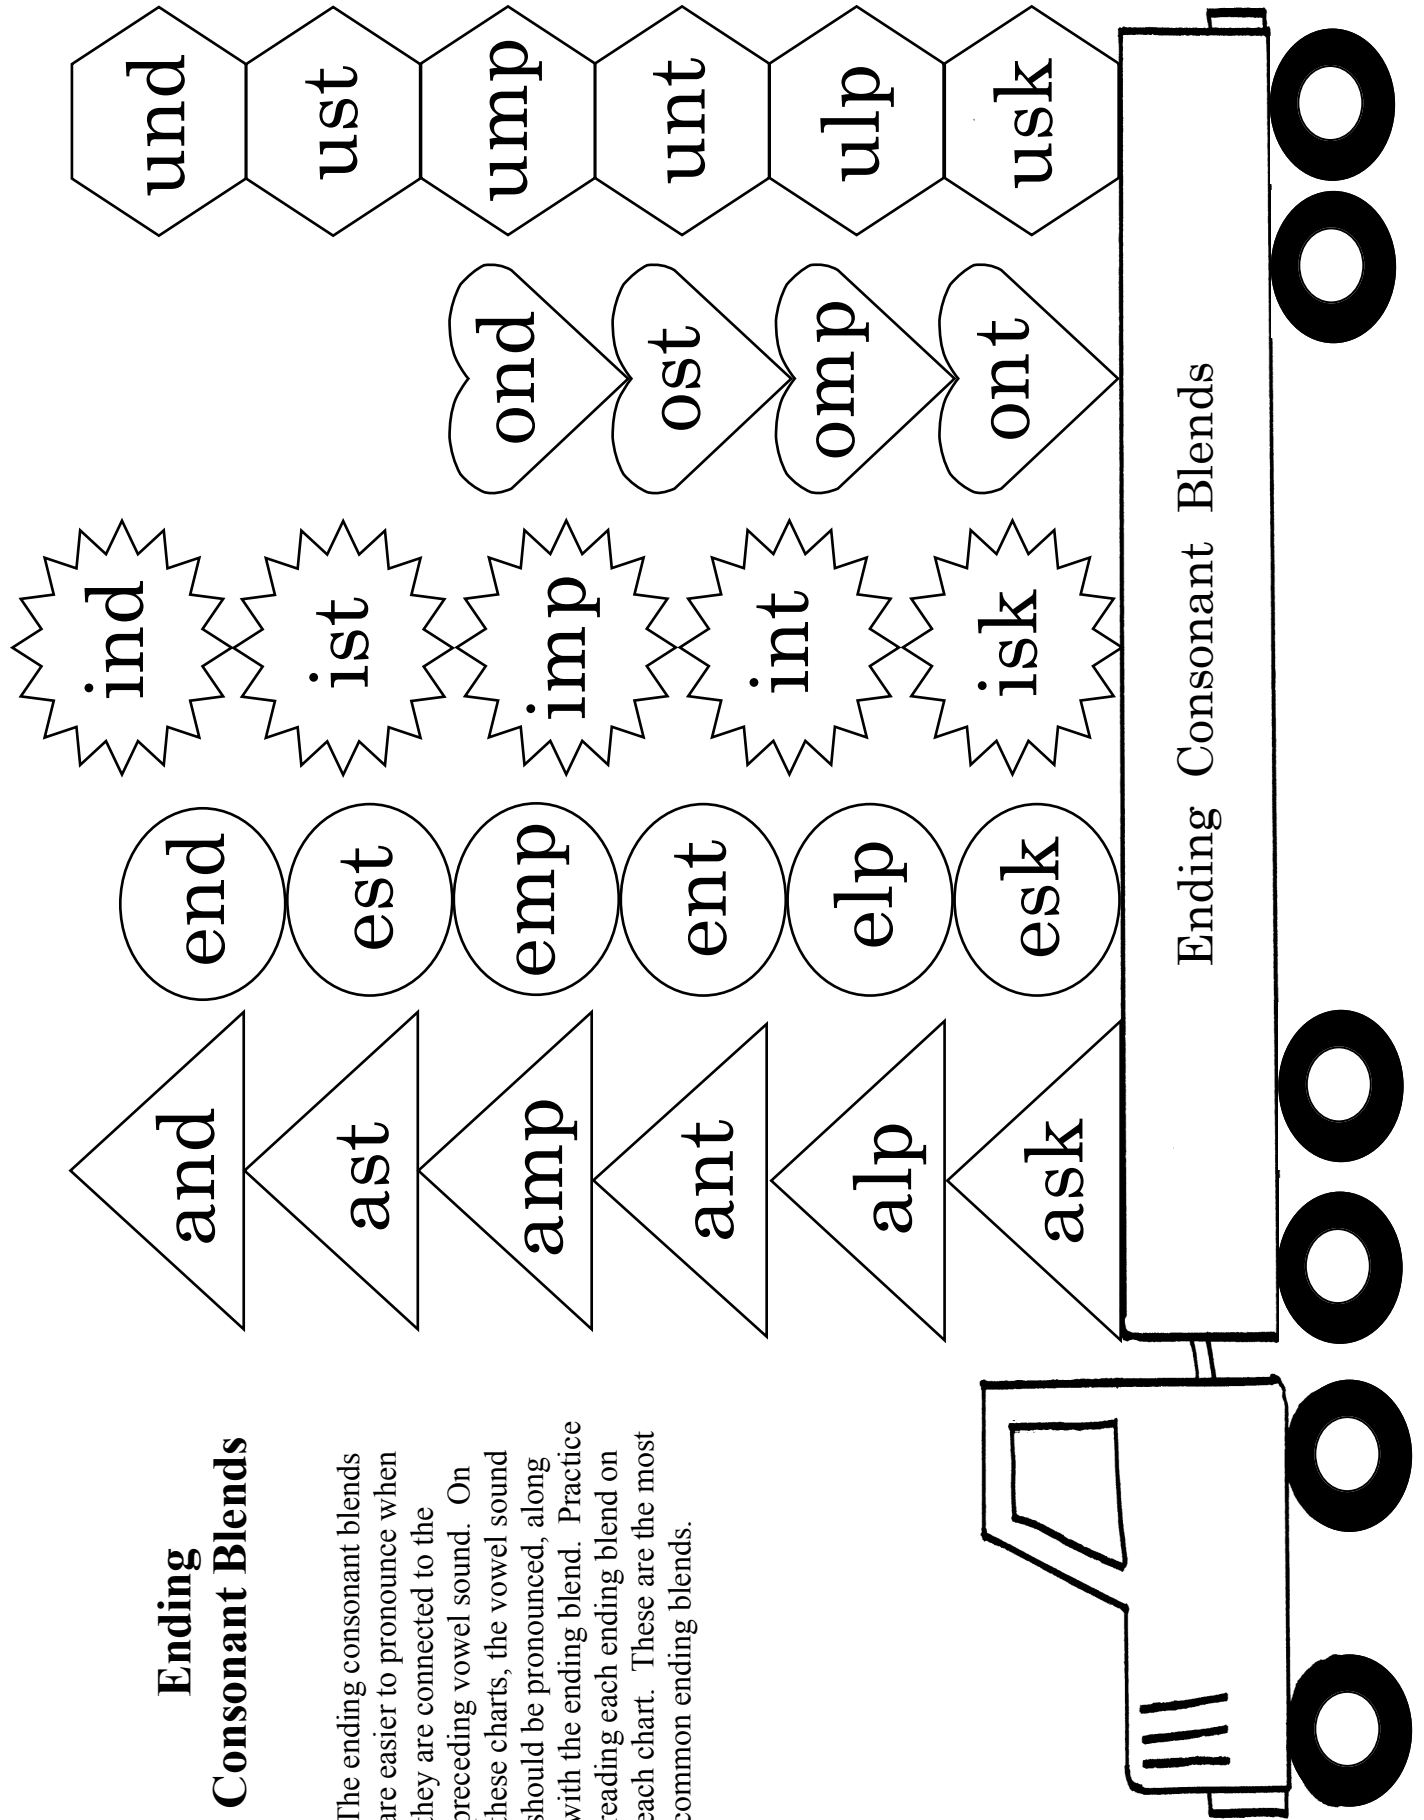 Ending
Consonant Blends
The ending consonant blends
are easier to pronounce when
they are connected to the
preceding vowel sound. On
these charts, the vowel sound
should be pronounced, along
with the ending blend. Practice
reading each ending blend on
each chart. These are the most
common ending blends.
and
ast
amp
ant
alp
ask
end
est
emp
ent
elp
esk
ind
ist
imp
int
isk
ond
ost
omp
ont
und
ust
ump
unt
ulp
usk
Ending Consonant Blends